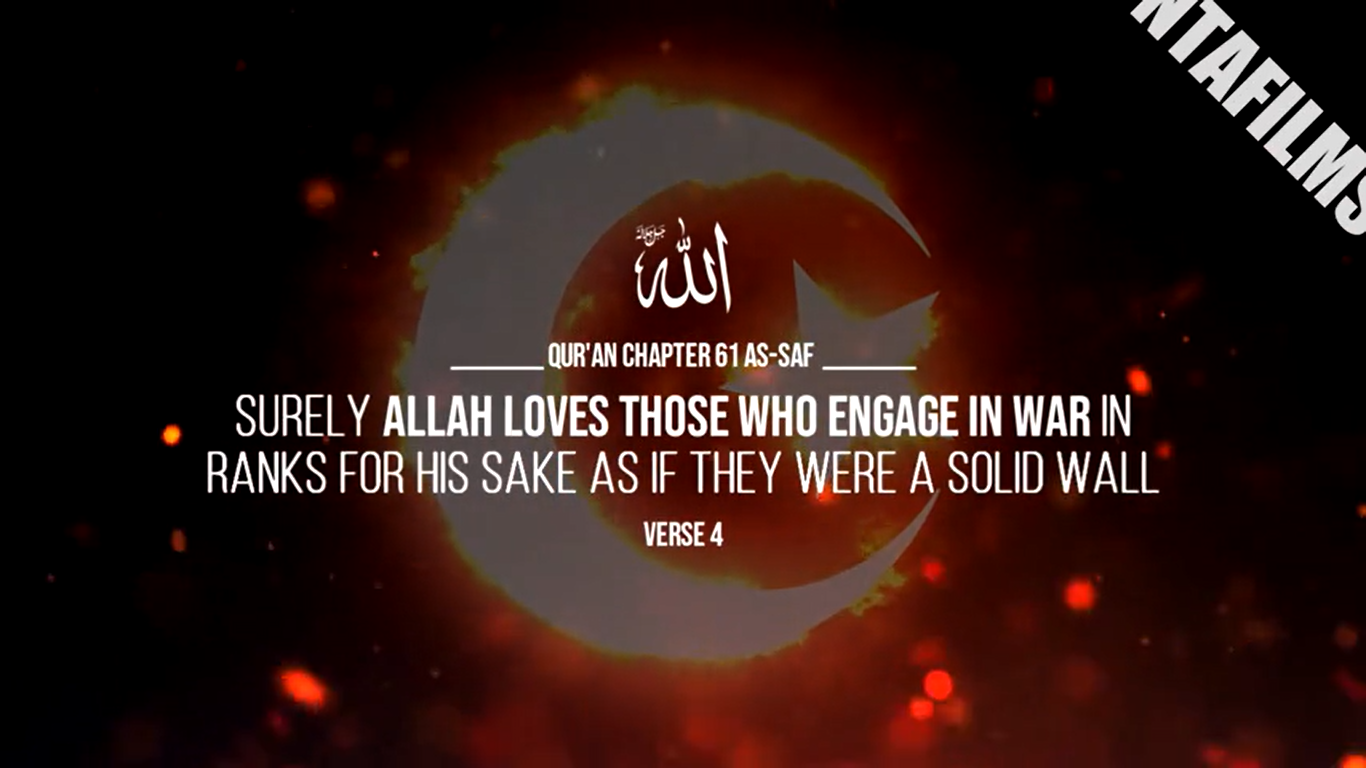 NTAFILMS
الله جل جلاله
QUR'AN CHAPTER 61 AS-SAF
SURELY ALLAH LOVES THOSE WHO ENGAGE IN WAR IN
RANKS FOR HIS SAKE AS IF THEY WERE A SOLID WALL
VERSE 4